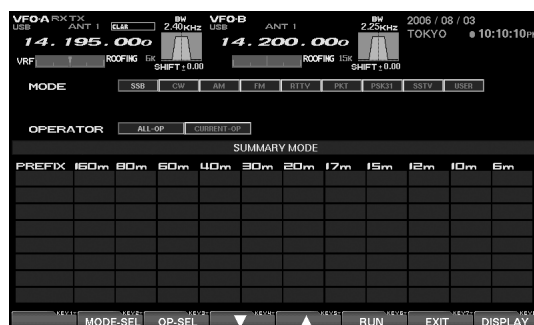 VFO-A RX TX VFO-B BW 2006 / 08 / 03
USB ANT 1 CLAR 2.40KHz USB ANT 1 2.25KHz TOKYO 10:10:10PM
14. 195. 000 14. 200. 000
VRF ROOFING 6K SHIFT±0.00 ROOFING 15K SHIFT±0.00
MODE SSB CW AM FM RTTY PKT PSK31 SSTV USER
OPERATOR ALL-OP CURRENT-OP
SUMMARY MODE
PREFIX 160m 80m 60m 40m 30m 20m 17m 15m 12m 10m 6m
KEY1 KEY2 KEY3 KEY4 KEY5 KEY6 KEY7
MODE-SEL OP-SEL ▼ ▲ RUN EXIT DISPLAY